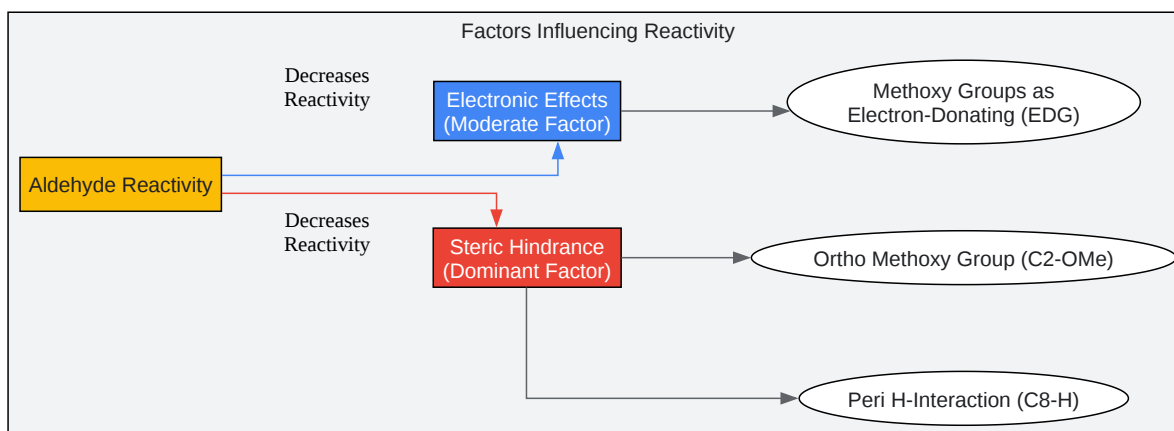 Factors Influencing Reactivity
Decreases
Reactivity
Electronic Effects
(Moderate Factor)
Methoxy Groups as
Electron-Donating (EDG)
Aldehyde Reactivity
Decreases
Reactivity
Steric Hindrance
(Dominant Factor)
Ortho Methoxy Group (C2-OMe)
Peri H-Interaction (C8-H)